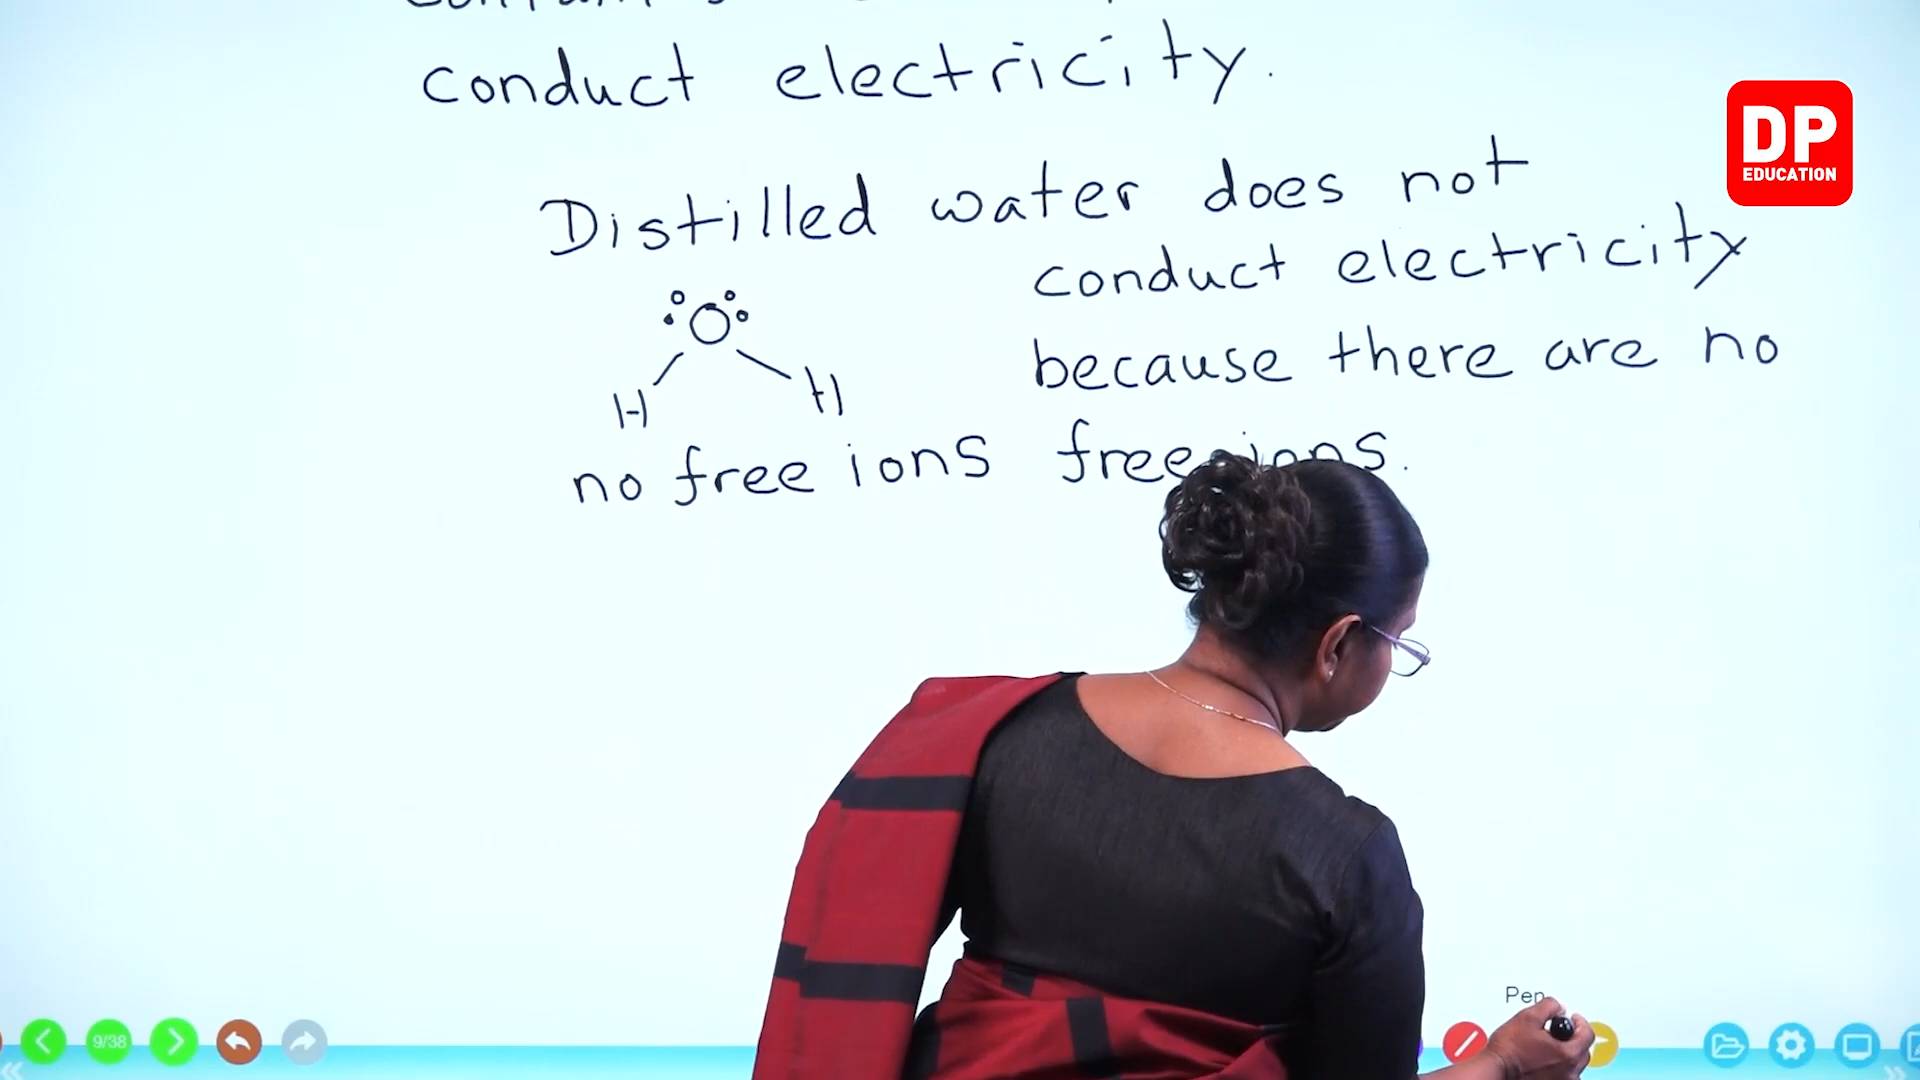 conduct electricity.
Distilled water does not
conduct electricity
because there are no
free ions.
O
H H
no free ions
DP
EDUCATION
Pen
9/38